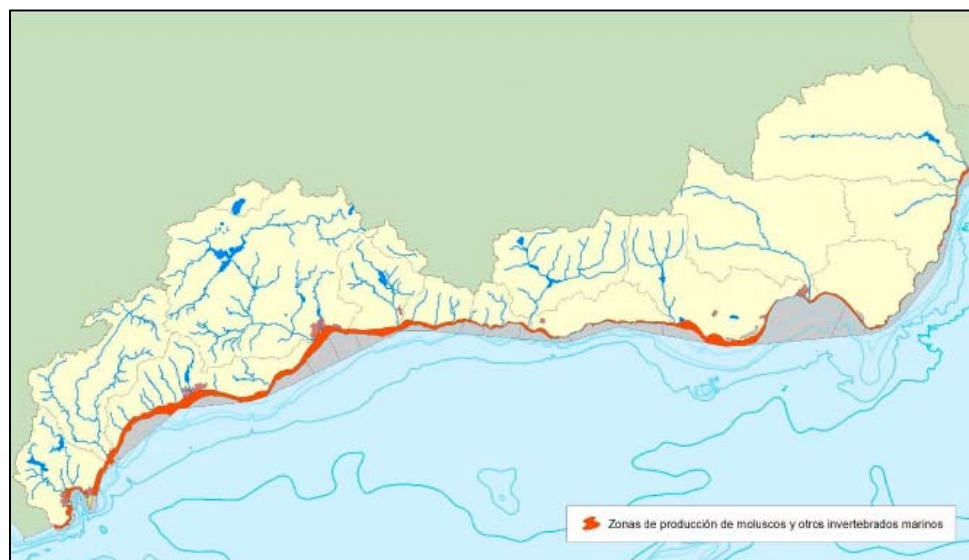 Zonas de producción de moluscos y otros invertebrados marinos